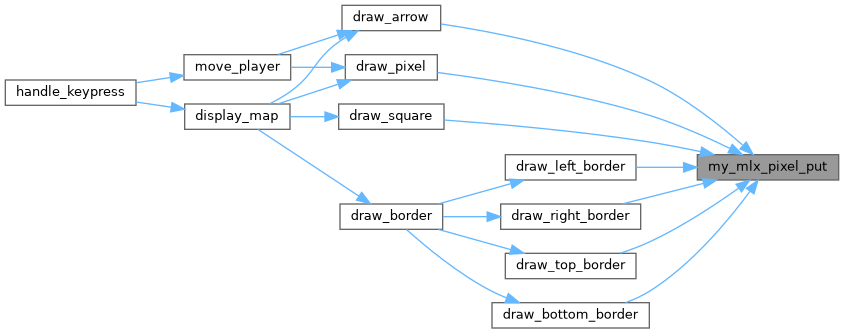 draw_arrow
move_player
draw_pixel
handle_keypress
display_map
draw_square
draw_left_border
my_mlx_pixel_put
draw_border
draw_right_border
draw_top_border
draw_bottom_border